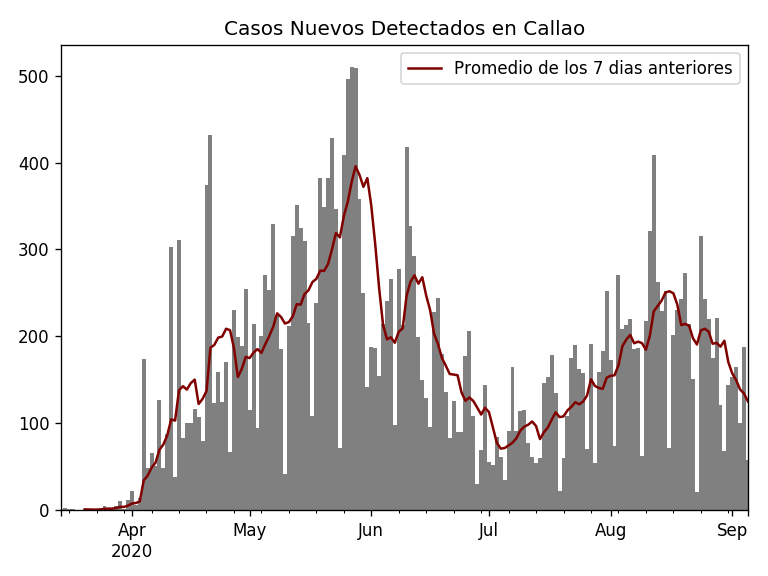 Casos Nuevos Detectados en Callao
Promedio de los 7 dias anteriores
500
400
300
200
100
0
Apr May Jun Jul Aug Sep
2020